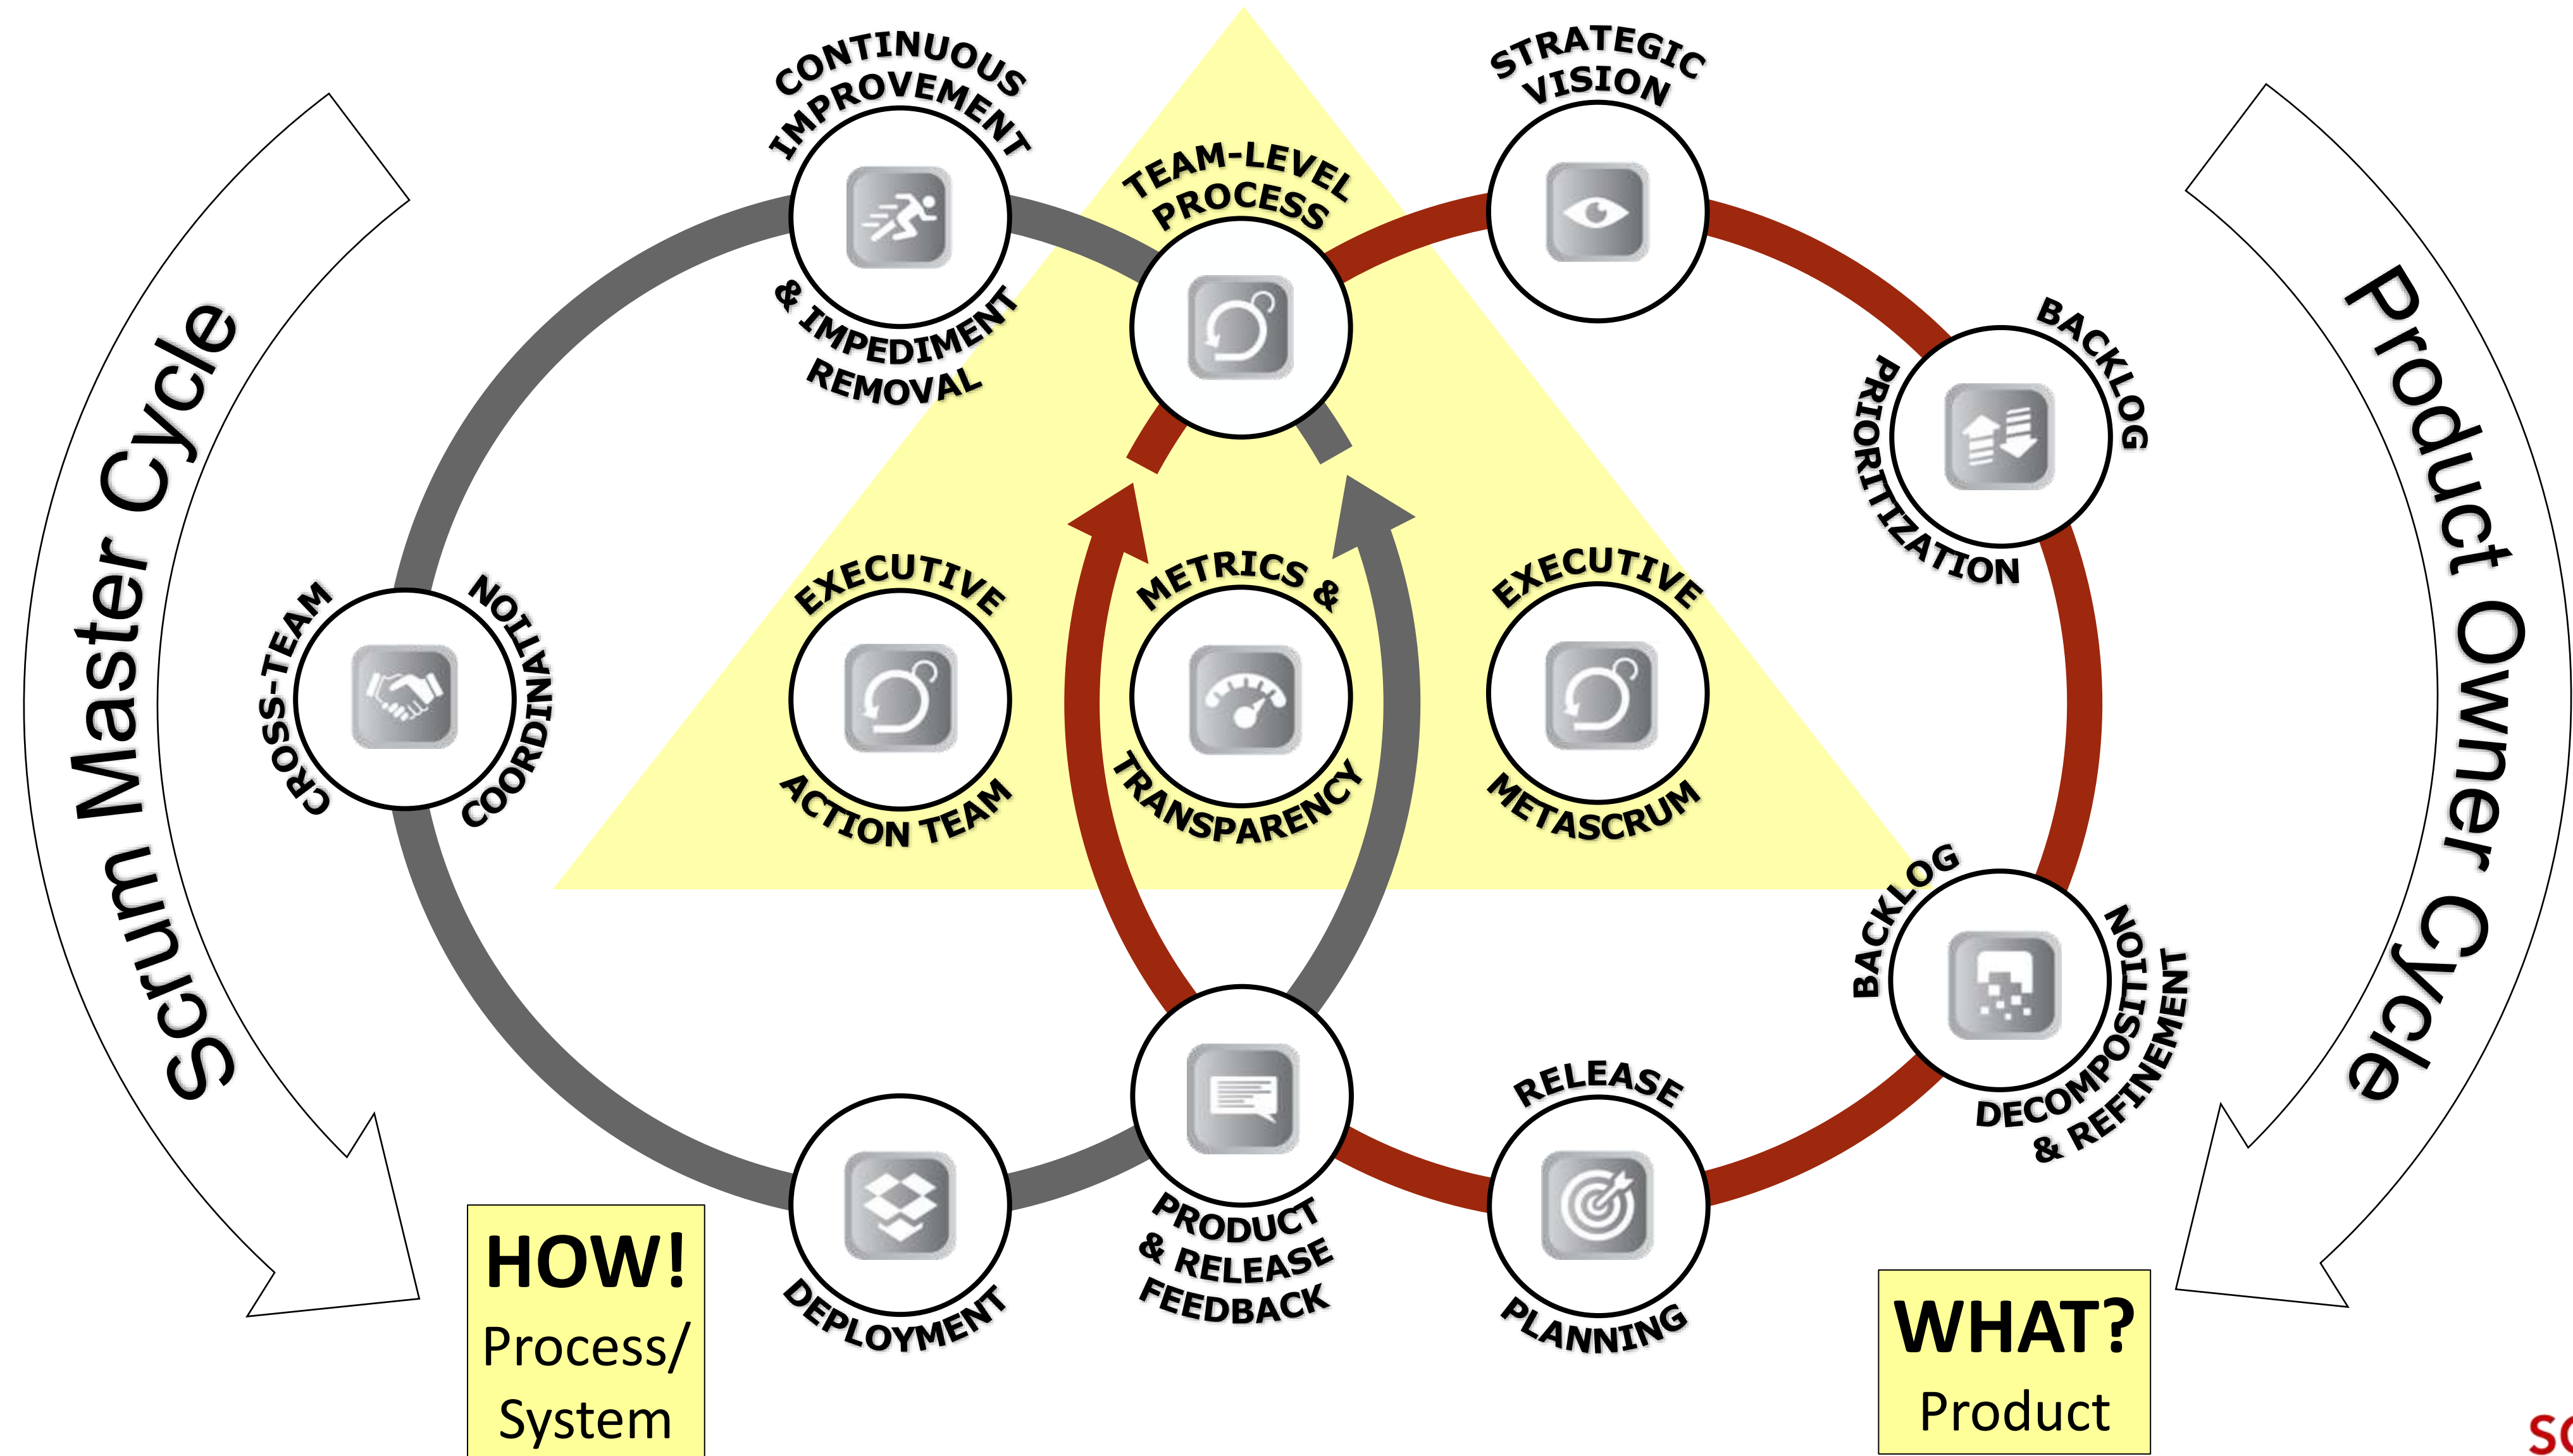 CONTINUOUS
IMPROVEMENT
& IMPEDIMENT
REMOVAL
TEAM-LEVEL
PROCESS
STRATEGIC
VISION
BACKLOG
PRIORITIZATION
Scrum Master Cycle
Product Owner Cycle
CROSS-TEAM
COORDINATION
EXECUTIVE
ACTION TEAM
METRICS &
TRANSPARENCY
EXECUTIVE
METASCRUM
BACKLOG
DECOMPOSITION
& REFINEMENT
RELEASE
PLANNING
PRODUCT
& RELEASE
FEEDBACK
DEPLOYMENT
HOW!
Process/
System
WHAT?
Product